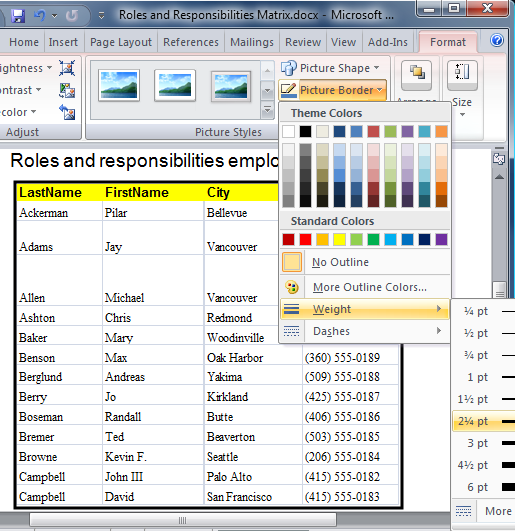 Roles and Responsibilities Matrix.docx - Microsoft ...
Home Insert Page Layout References Mailings Review View Add-Ins Format
rightness
ontrast
ecolor
Adjust
Picture Shape
Picture Border
Picture Styles
Size
Theme Colors
Standard Colors
No Outline
More Outline Colors...
Weight
Dashes
¼ pt
½ pt
¾ pt
1 pt
1½ pt
2¼ pt
3 pt
4½ pt
6 pt
More
Roles and responsibilities emplo
LastName FirstName City
Ackerman Pilar Bellevue
Adams Jay Vancouver
Allen Michael Vancouver
Ashton Chris Redmond
Baker Mary Woodinville
Benson Max Oak Harbor (360) 555-0189
Berglund Andreas Yakima (509) 555-0188
Berry Jo Kirkland (425) 555-0187
Boseman Randall Butte (406) 555-0186
Bremer Ted Beaverton (503) 555-0185
Browne Kevin F. Seattle (206) 555-0184
Campbell John III Palo Alto (415) 555-0182
Campbell David San Francisco (415) 555-0183